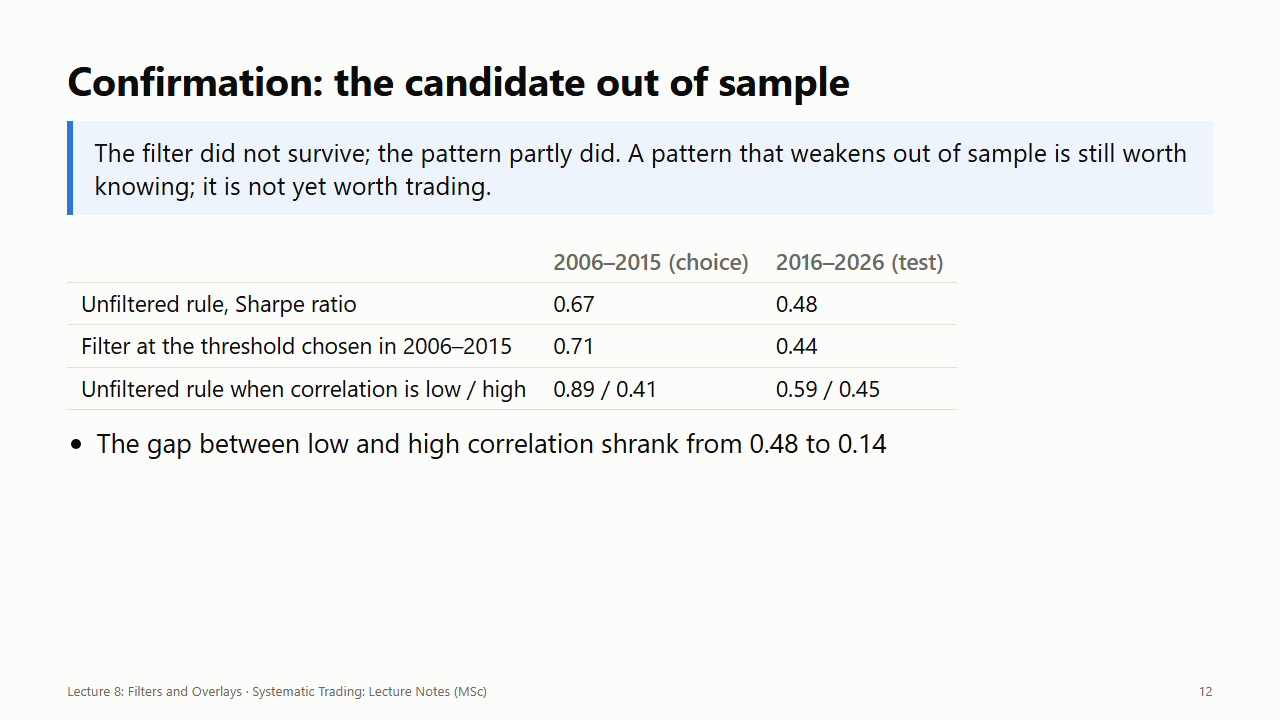 Confirmation: the candidate out of sample
The filter did not survive; the pattern partly did. A pattern that weakens out of sample is still worth
knowing; it is not yet worth trading.
2006–2015 (choice) 2016–2026 (test)
Unfiltered rule, Sharpe ratio 0.67 0.48
Filter at the threshold chosen in 2006–2015 0.71 0.44
Unfiltered rule when correlation is low / high 0.89 / 0.41 0.59 / 0.45
• The gap between low and high correlation shrank from 0.48 to 0.14
Lecture 8: Filters and Overlays · Systematic Trading: Lecture Notes (MSc) 12